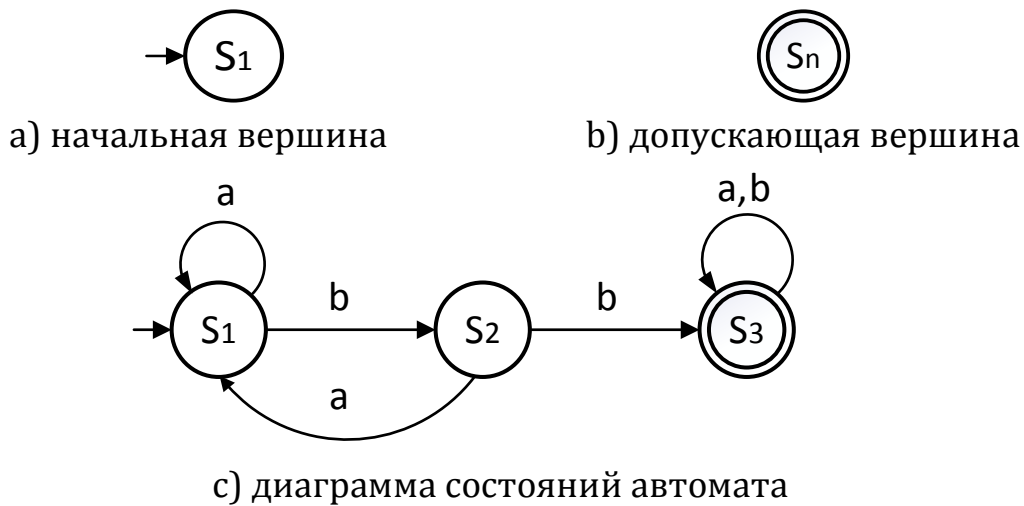 S1
Sn
a) начальная вершина
b) допускающая вершина
a
a,b
b
b
S1
S2
S3
a
c) диаграмма состояний автомата